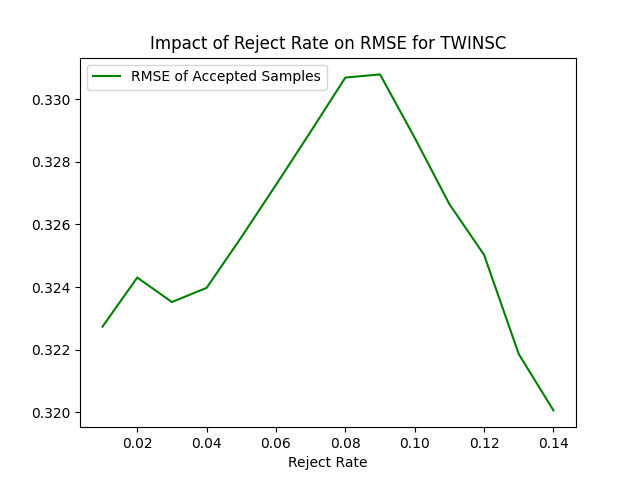 Impact of Reject Rate on RMSE for TWINSC
RMSE of Accepted Samples
0.330
0.328
0.326
0.324
0.322
0.320
0.02 0.04 0.06 0.08 0.10 0.12 0.14
Reject Rate